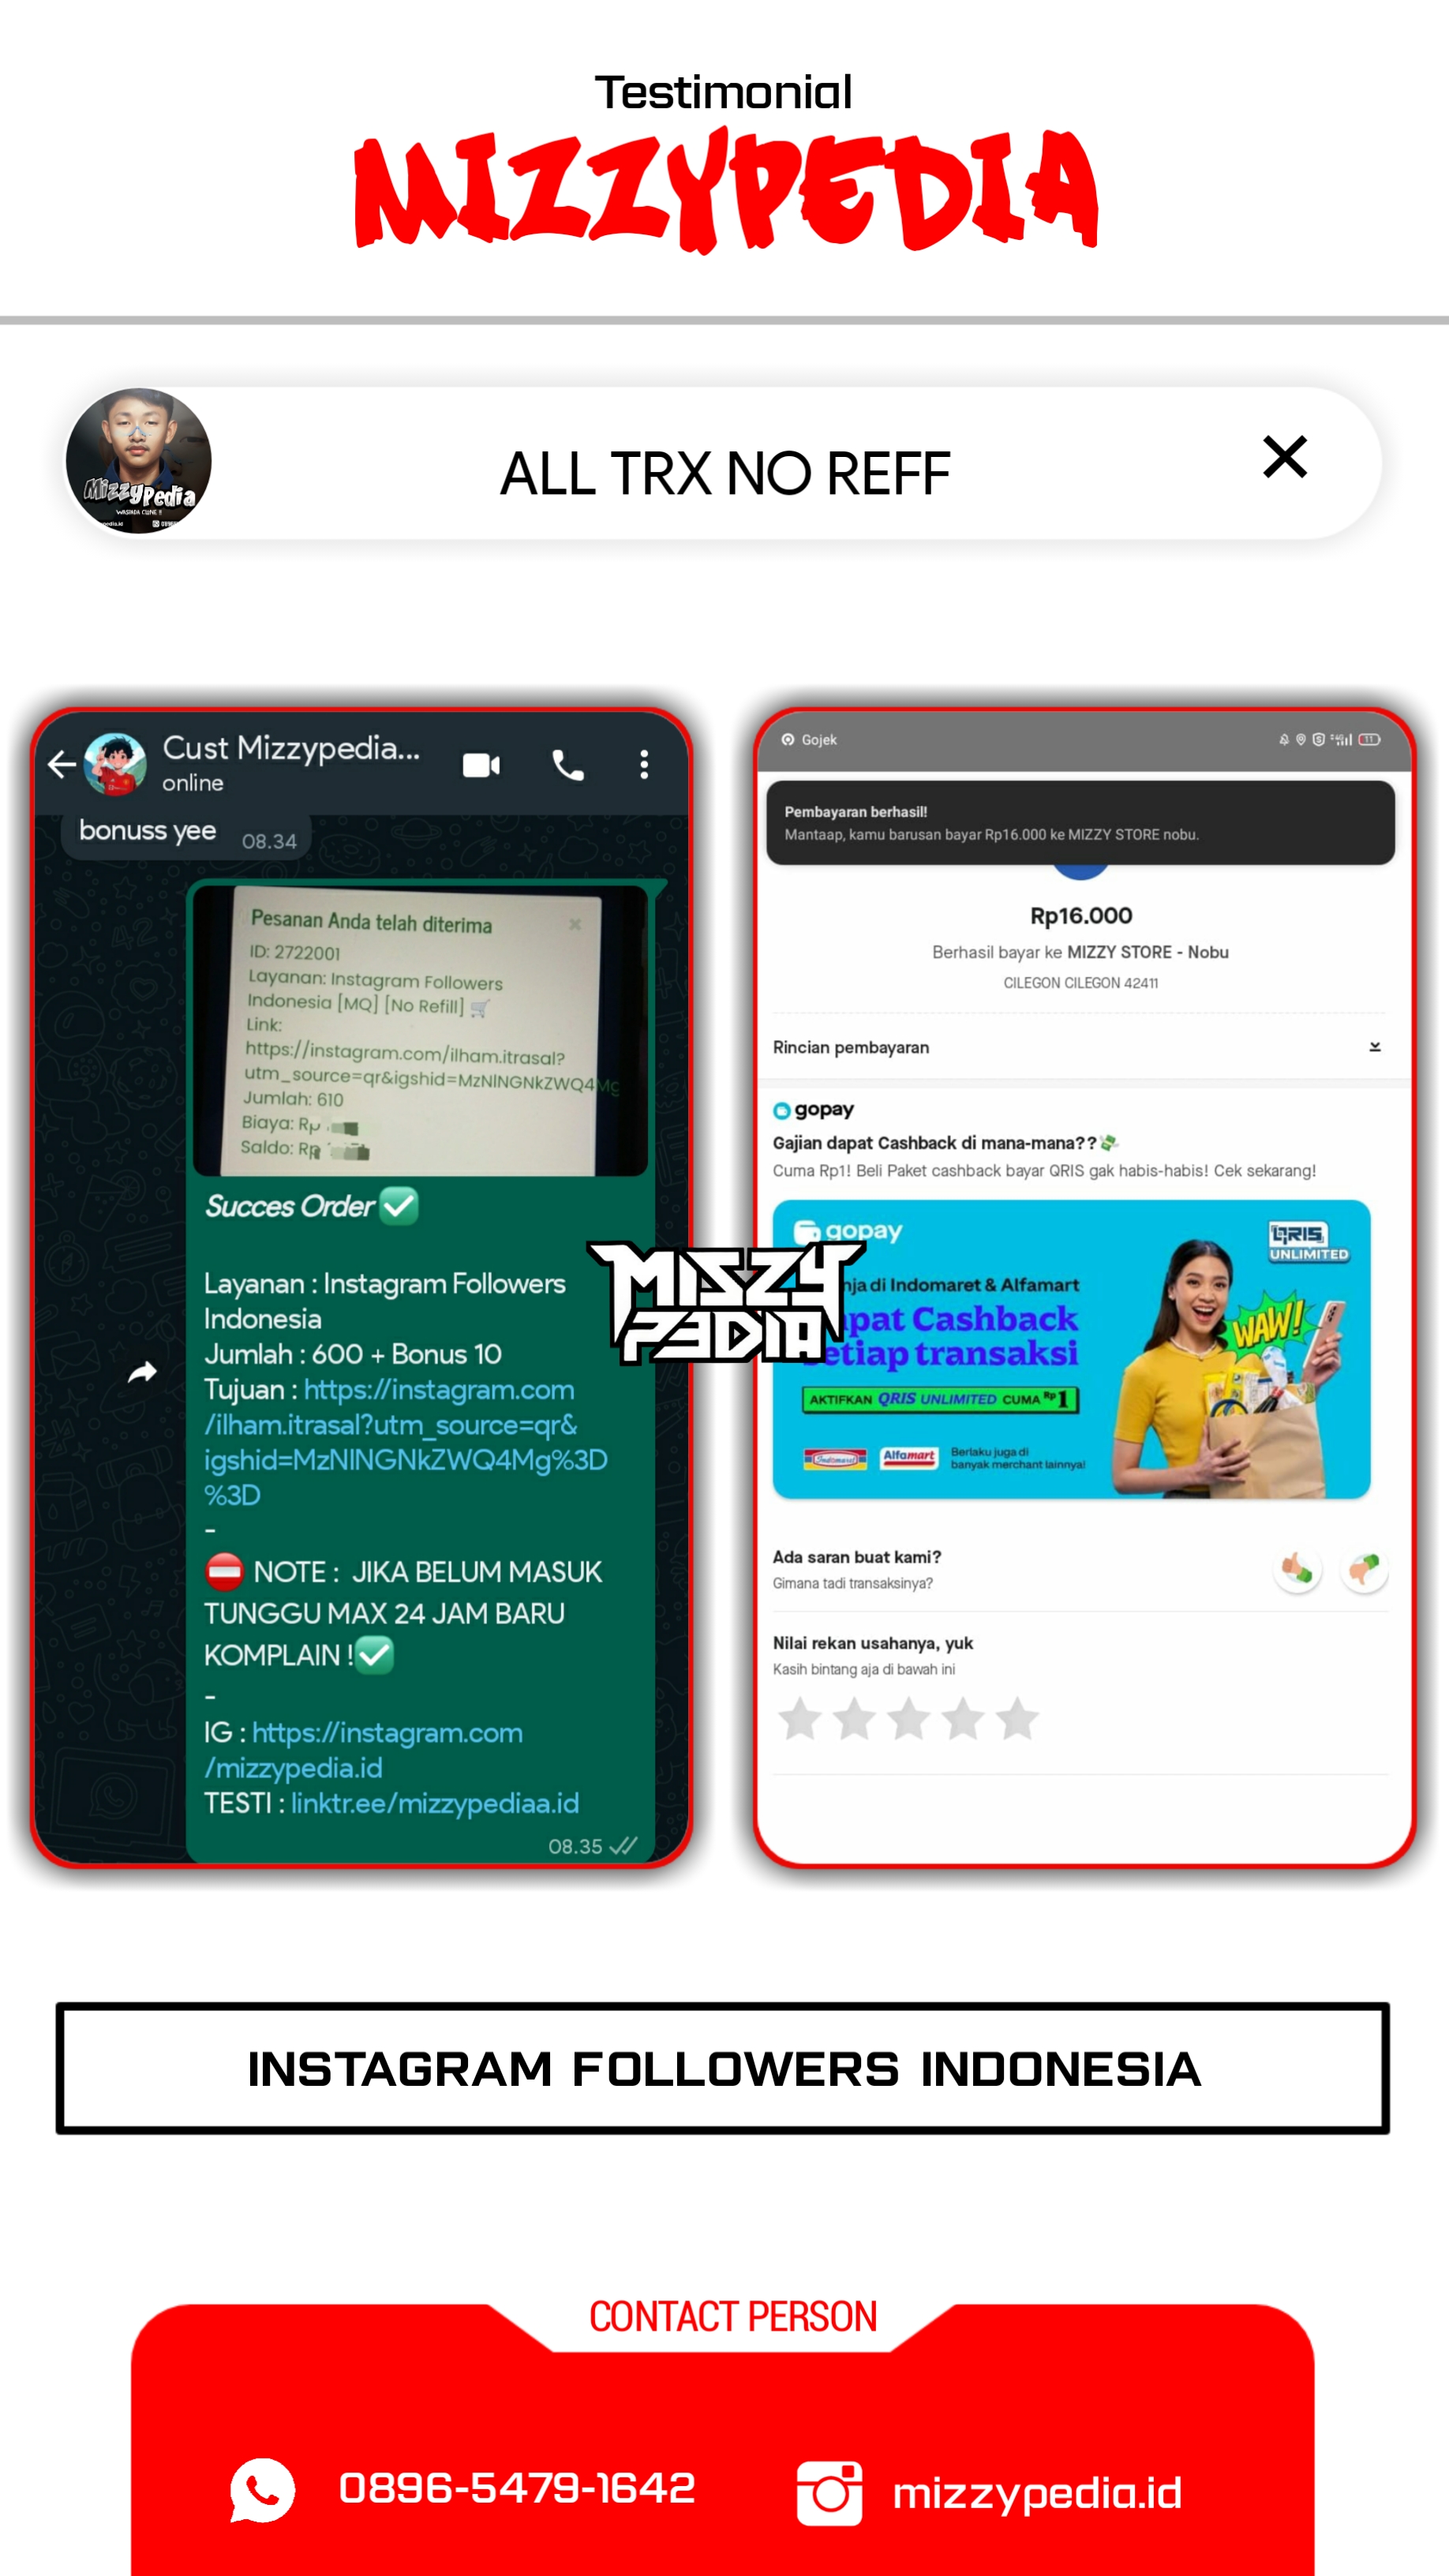 Testimonial
MIZZYPEDIA
ALL TRX NO REFF
MizzyPedia
Cust Mizzypedia...
online
bonuss yee 08.34
Pesanan Anda telah diterima
ID: 2722001
Layanan: Instagram Followers
Indonesia [MQ] [No Refill]
Link:
https://instagram.com/ilham.itrasal?
utm_source=qr&igshid=MzNlNGNkZWQ4Mg
Jumlah: 610
Biaya: Rp
Saldo: Rp
Succes Order ✅
Layanan : Instagram Followers
Indonesia
Jumlah : 600 + Bonus 10
Tujuan : https://instagram.com
/ilham.itrasal?utm_source=qr&
igshid=MzNlNGNkZWQ4Mg%3D
%3D
-
⛔ NOTE : JIKA BELUM MASUK
TUNGGU MAX 24 JAM BARU
KOMPLAIN !✅
-
IG : https://instagram.com
/mizzypedia.id
TESTI : linktr.ee/mizzypediaa.id
08.35
MIZZY
PEDIA
Gojek
11
Pembayaran berhasil!
Mantaap, kamu barusan bayar Rp16.000 ke MIZZY STORE nobu.
Rp16.000
Berhasil bayar ke MIZZY STORE - Nobu
CILEGON CILEGON 42411
Rincian pembayaran
gopay
Gajian dapat Cashback di mana-mana??
Cuma Rp1! Beli Paket cashback bayar QRIS gak habis-habis! Cek sekarang!
gopay
QRIS
UNLIMITED
nja di Indomaret & Alfamart
pat Cashback
etiap transaksi
WAW!
AKTIFKAN QRIS UNLIMITED CUMA Rp1
Indomaret
Alfamart
Berlaku juga di
banyak merchant lainnya!
Ada saran buat kami?
Gimana tadi transaksinya?
Nilai rekan usahanya, yuk
Kasih bintang aja di bawah ini
INSTAGRAM FOLLOWERS INDONESIA
CONTACT PERSON
0896-5479-1642
mizzypedia.id